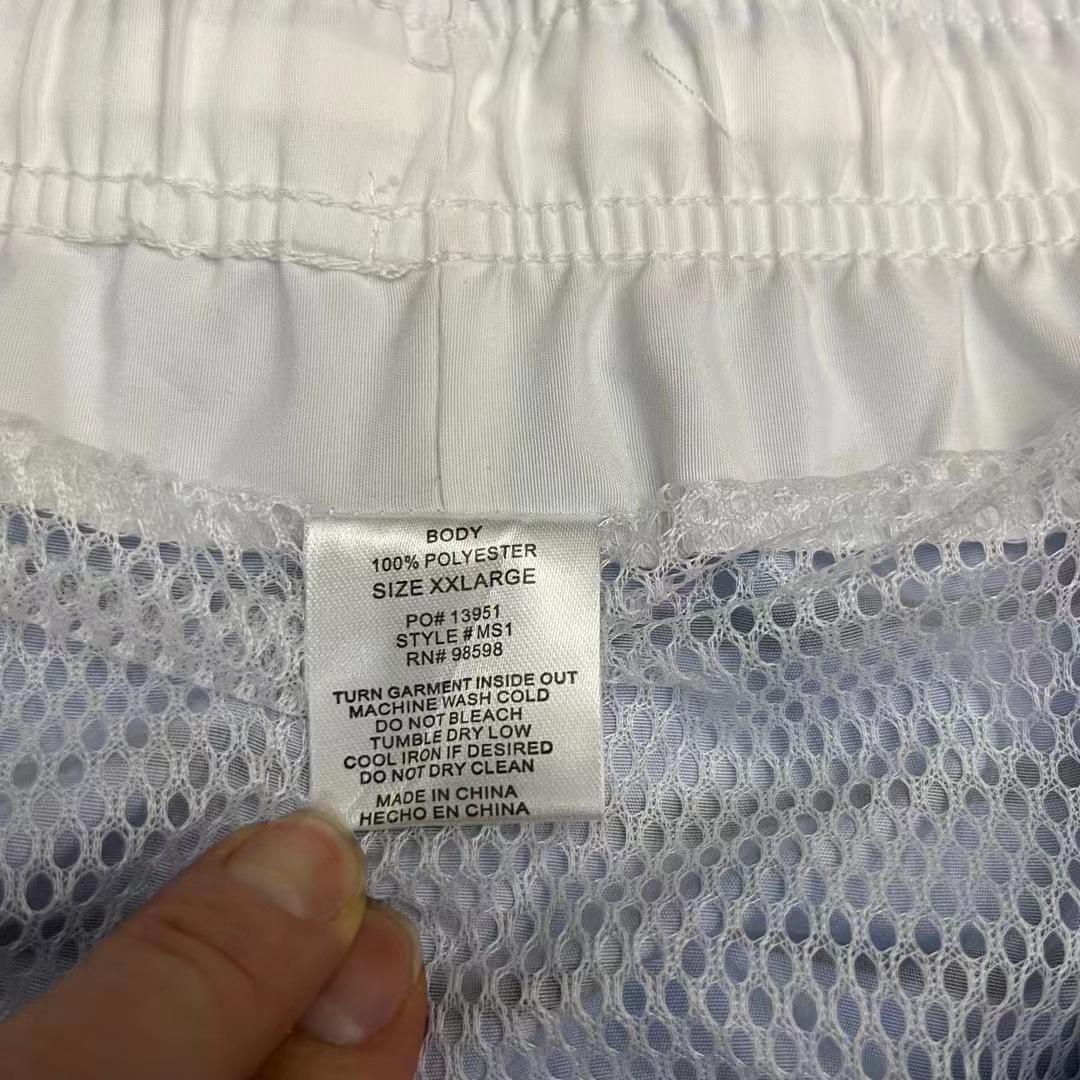 BODY
100% POLYESTER
SIZE XXLARGE
PO# 13951
STYLE # MS1
RN# 98598
TURN GARMENT INSIDE OUT
MACHINE WASH COLD
DO NOT BLEACH
TUMBLE DRY LOW
COOL IRON IF DESIRED
DO NOT DRY CLEAN
MADE IN CHINA
HECHO EN CHINA